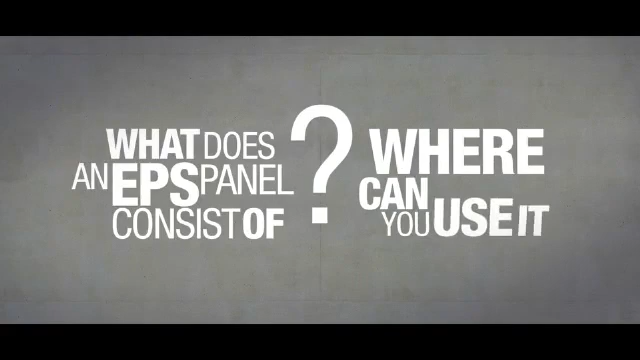 WHAT DOES
AN EPS PANEL
CONSIST OF
?
WHERE
CAN
YOU USE IT